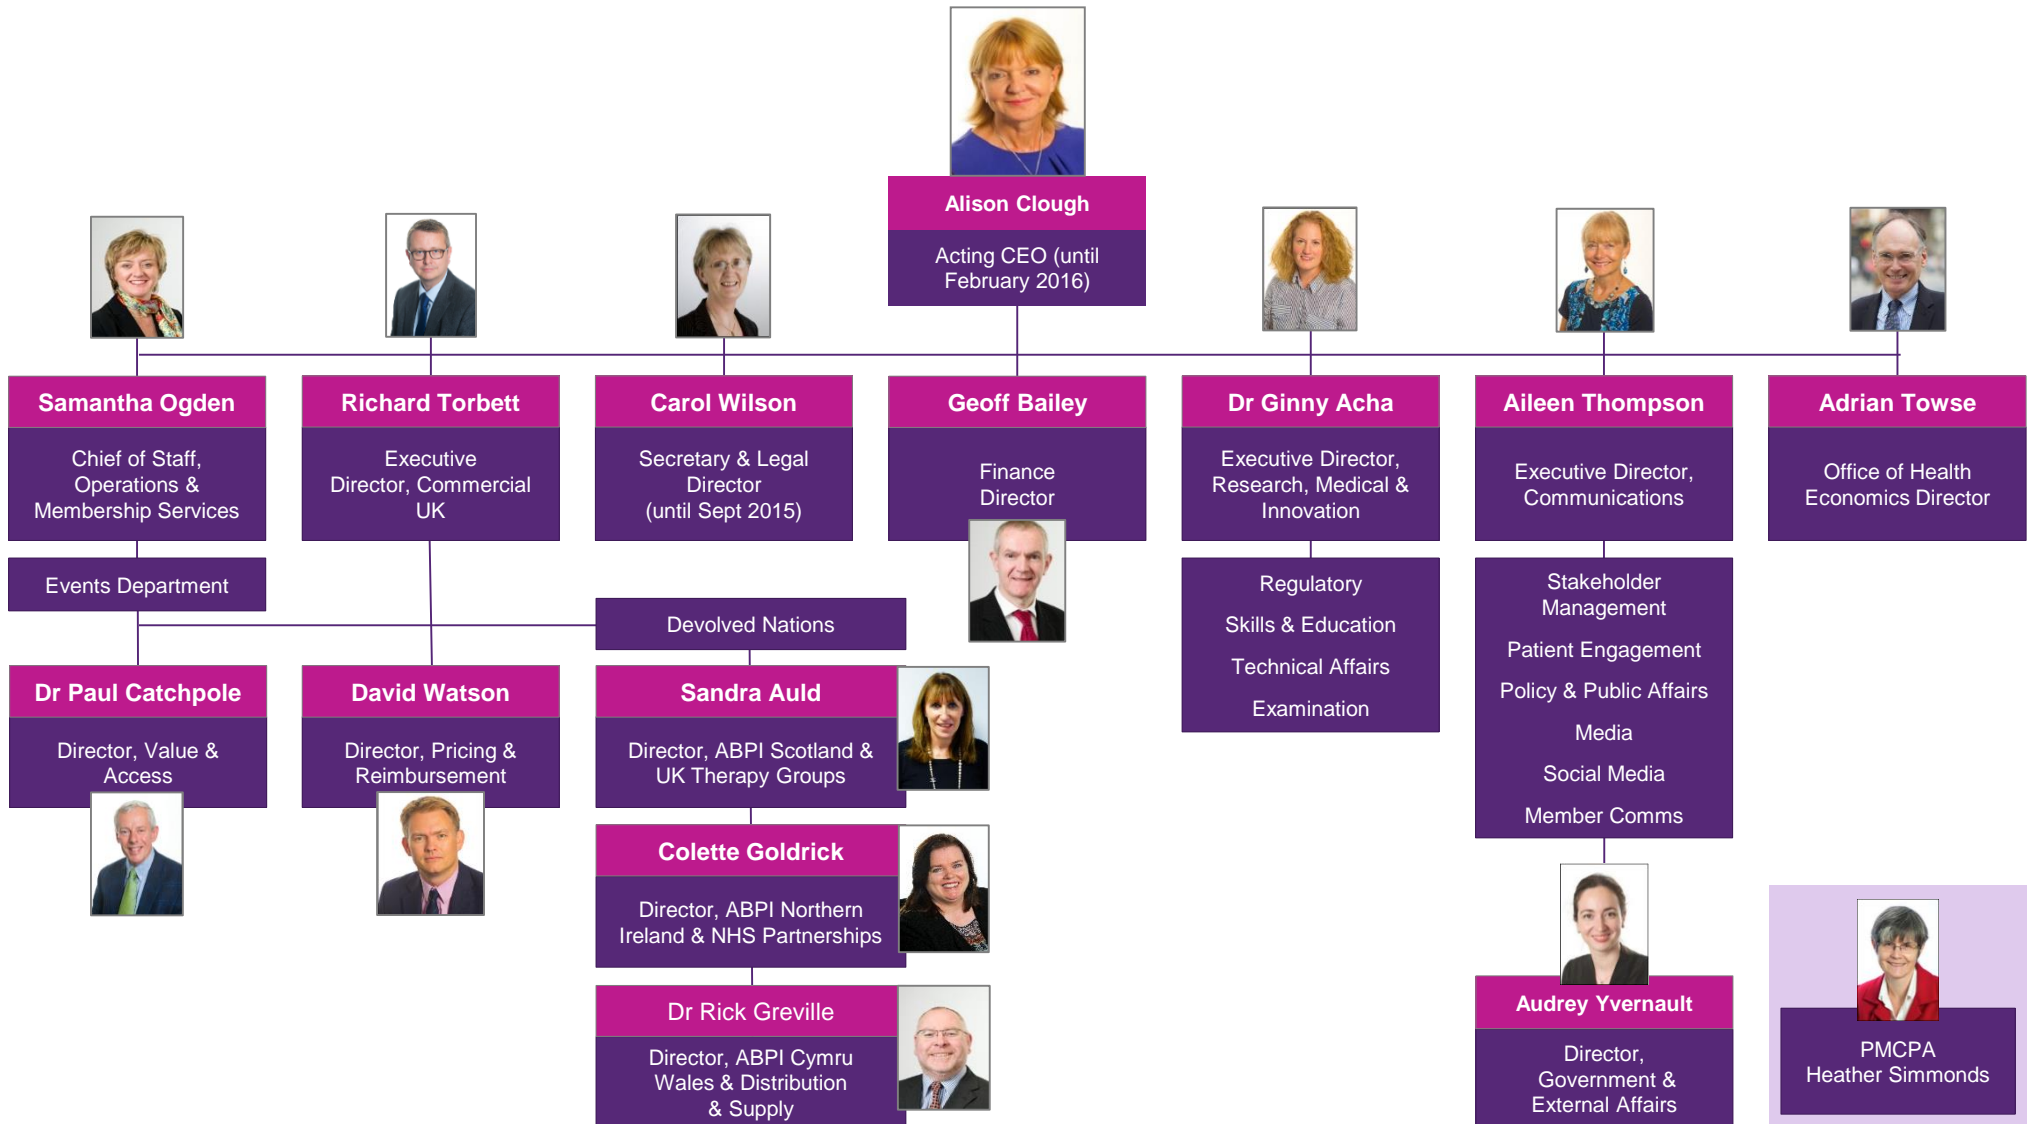 Alison Clough
Acting CEO (until
February 2016)
Samantha Ogden
Chief of Staff,
Operations &
Membership Services
Events Department
Richard Torbett
Executive
Director, Commercial
UK
Carol Wilson
Secretary & Legal
Director
(until Sept 2015)
Geoff Bailey
Finance
Director
Dr Ginny Acha
Executive Director,
Research, Medical &
Innovation
Regulatory
Skills & Education
Technical Affairs
Examination
Aileen Thompson
Executive Director,
Communications
Stakeholder
Management
Patient Engagement
Policy & Public Affairs
Media
Social Media
Member Comms
Adrian Towse
Office of Health
Economics Director
Devolved Nations
Dr Paul Catchpole
Director, Value &
Access
David Watson
Director, Pricing &
Reimbursement
Sandra Auld
Director, ABPI Scotland &
UK Therapy Groups
Colette Goldrick
Director, ABPI Northern
Ireland & NHS Partnerships
Dr Rick Greville
Director, ABPI Cymru
Wales & Distribution
& Supply
Audrey Yvernault
Director,
Government &
External Affairs
PMCPA
Heather Simmonds